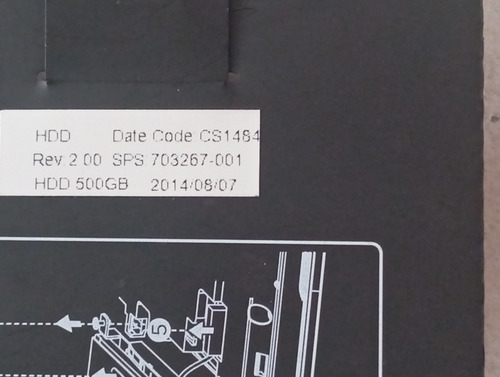 HDD Date Code CS1484
Rev 2.00 SPS 703267-001
HDD 500GB 2014/08/07
5